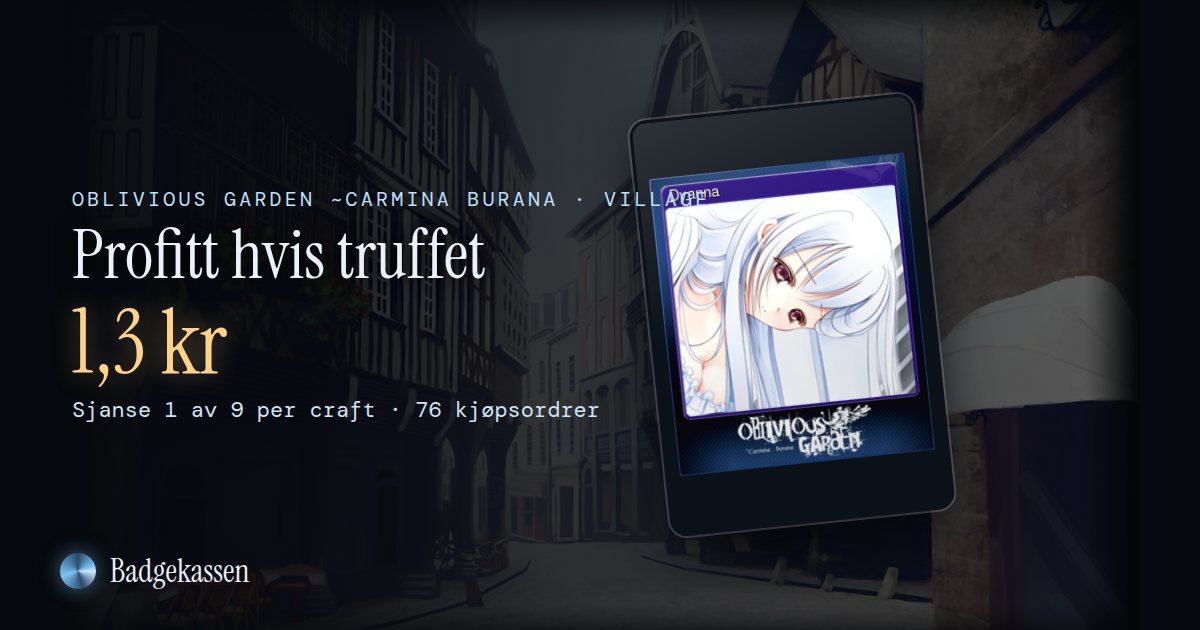 OBLIVIOUS GARDEN ~CARMINA BURANA · VILLAGE
Profitt hvis truffet
1,3 kr
Sjanse 1 av 9 per craft · 76 kjøpsordrer
Dyanna
OBLIVIOUS
GARDEN
~Carmina Burana
Badgekassen